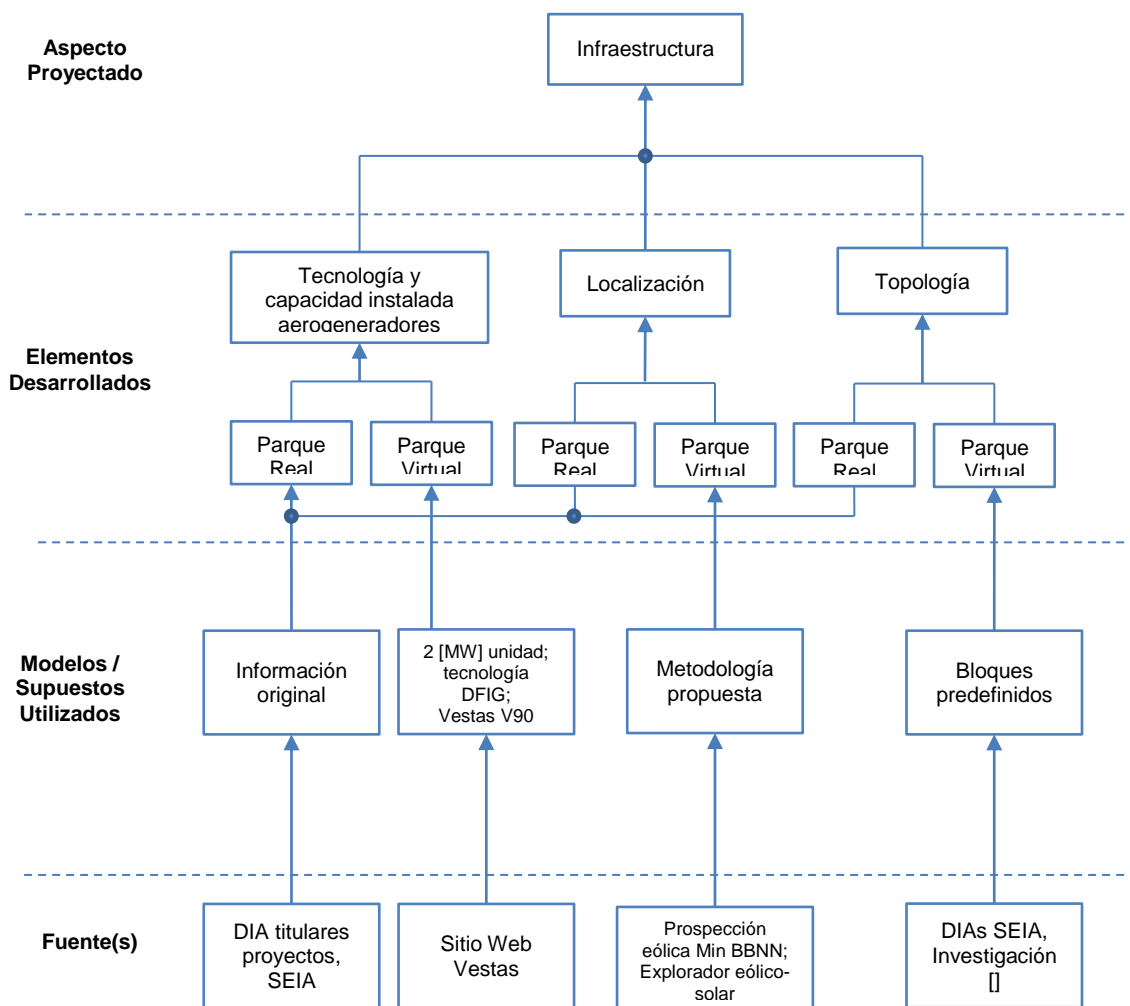 Aspecto
Proyectado
Infraestructura
Elementos
Desarrollados
Tecnología y
capacidad instalada
aerogeneradores
Localización
Topología
Parque
Real
Parque
Virtual
Parque
Real
Parque
Virtual
Parque
Real
Parque
Virtual
Modelos /
Supuestos
Utilizados
Información
original
2 [MW] unidad;
tecnología
DFIG;
Vestas V90
Metodología
propuesta
Bloques
predefinidos
Fuente(s)
DIA titulares
proyectos,
SEIA
Sitio Web
Vestas
Prospección
eólica Min BBNN;
Explorador eólico-
solar
DIAs SEIA,
Investigación
[]